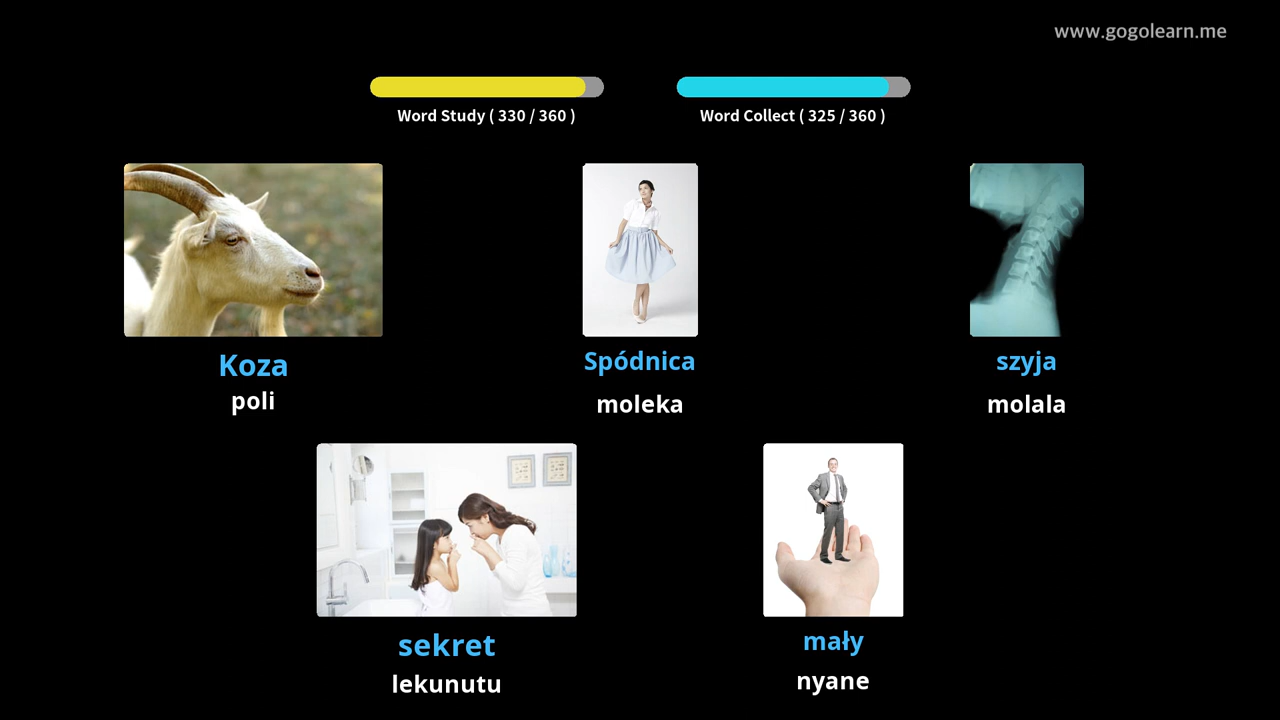 www.gogolearn.me
Word Study ( 330 / 360 )
Word Collect ( 325 / 360 )
Koza
poli
Spódnica
moleka
szyja
molala
sekret
lekunutu
mały
nyane